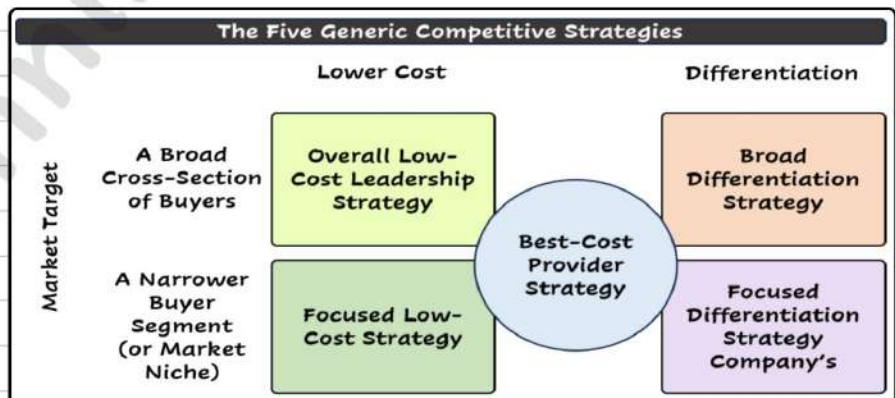 The Five Generic Competitive Strategies
Lower Cost
Differentiation
Market Target
A Broad
Cross-Section
of Buyers
Overall Low-
Cost Leadership
Strategy
Broad
Differentiation
Strategy
Best-Cost
Provider
Strategy
A Narrower
Buyer
Segment
(or Market
Niche)
Focused Low-
Cost Strategy
Focused
Differentiation
Strategy
Company's